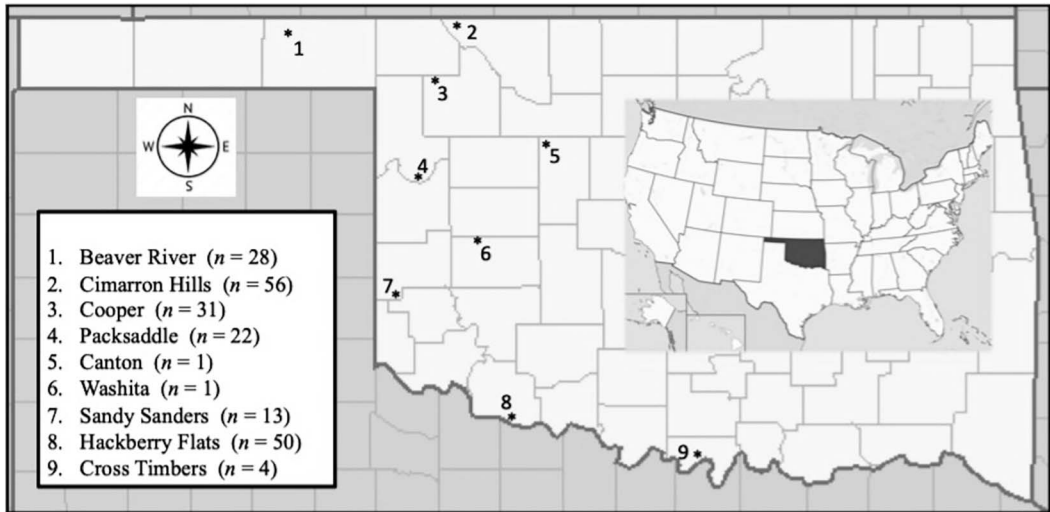 1
2
3
4
5
6
7
8
9
N
W E
S
1. Beaver River (n = 28)
2. Cimarron Hills (n = 56)
3. Cooper (n = 31)
4. Packsaddle (n = 22)
5. Canton (n = 1)
6. Washita (n = 1)
7. Sandy Sanders (n = 13)
8. Hackberry Flats (n = 50)
9. Cross Timbers (n = 4)